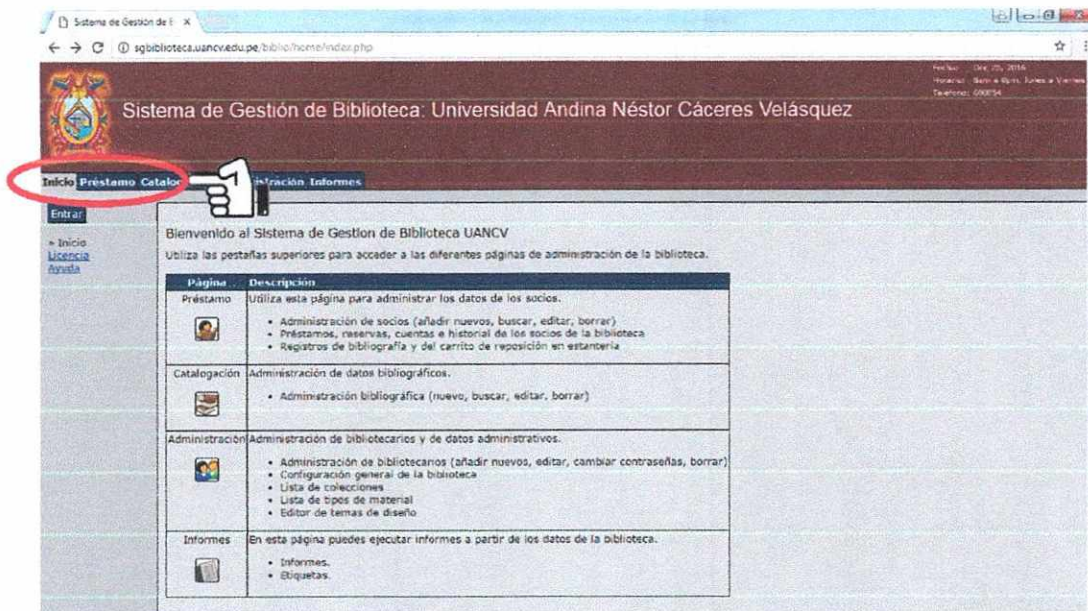 Sistema de Gestión de E
sgbiblioteca.uancv.edu.pe/biblio/home/index.php
Sistema de Gestión de Biblioteca: Universidad Andina Néstor Cáceres Velásquez
Inicio Préstamo Informes
Entrar
» Inicio
Licencia
Ayuda
Bienvenido al Sistema de Gestion de Biblioteca UANCV
Utiliza las pestañas superiores para acceder a las diferentes páginas de administración de la biblioteca.
Página Descripción
Préstamo Utiliza esta página para administrar los datos de los socios.
• Administración de socios (añadir nuevos, buscar, editar, borrar)
• Préstamos, reservas, cuentas e historial de los socios de la biblioteca
• Registros de bibliografía y del carrito de reposición en estantería
Catalogación Administración de datos bibliográficos.
• Administración bibliográfica (nuevo, buscar, editar, borrar)
Administración Administración de bibliotecarios y de datos administrativos.
• Administración de bibliotecarios (añadir nuevos, editar, cambiar contraseñas, borrar)
• Configuración general de la biblioteca
• Lista de colecciones
• Lista de tipos de material
• Editor de temas de diseño
Informes En esta página puedes ejecutar informes a partir de los datos de la biblioteca.
• Informes.
• Etiquetas.